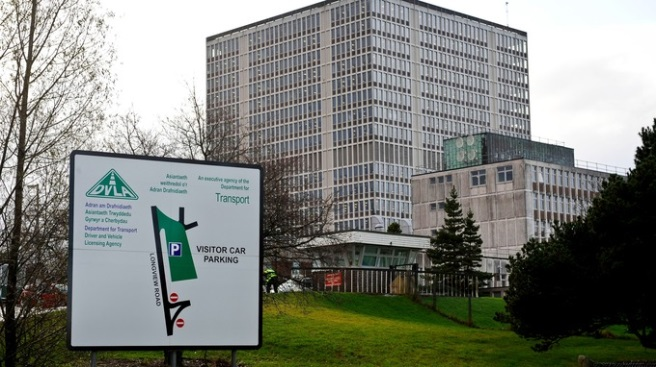 DVLA
Adran am Drafnidiaeth
Asiantaeth Trwyddedu
Gyrwyr a Cherbydau
Department for Transport
Driver and Vehicle
Licensing Agency
Asiantaeth
weithredol o'r
Adran Drafnidiaeth
An executive agency of the
Department for
Transport
P
VISITOR CAR
PARKING
LONGVIEW ROAD